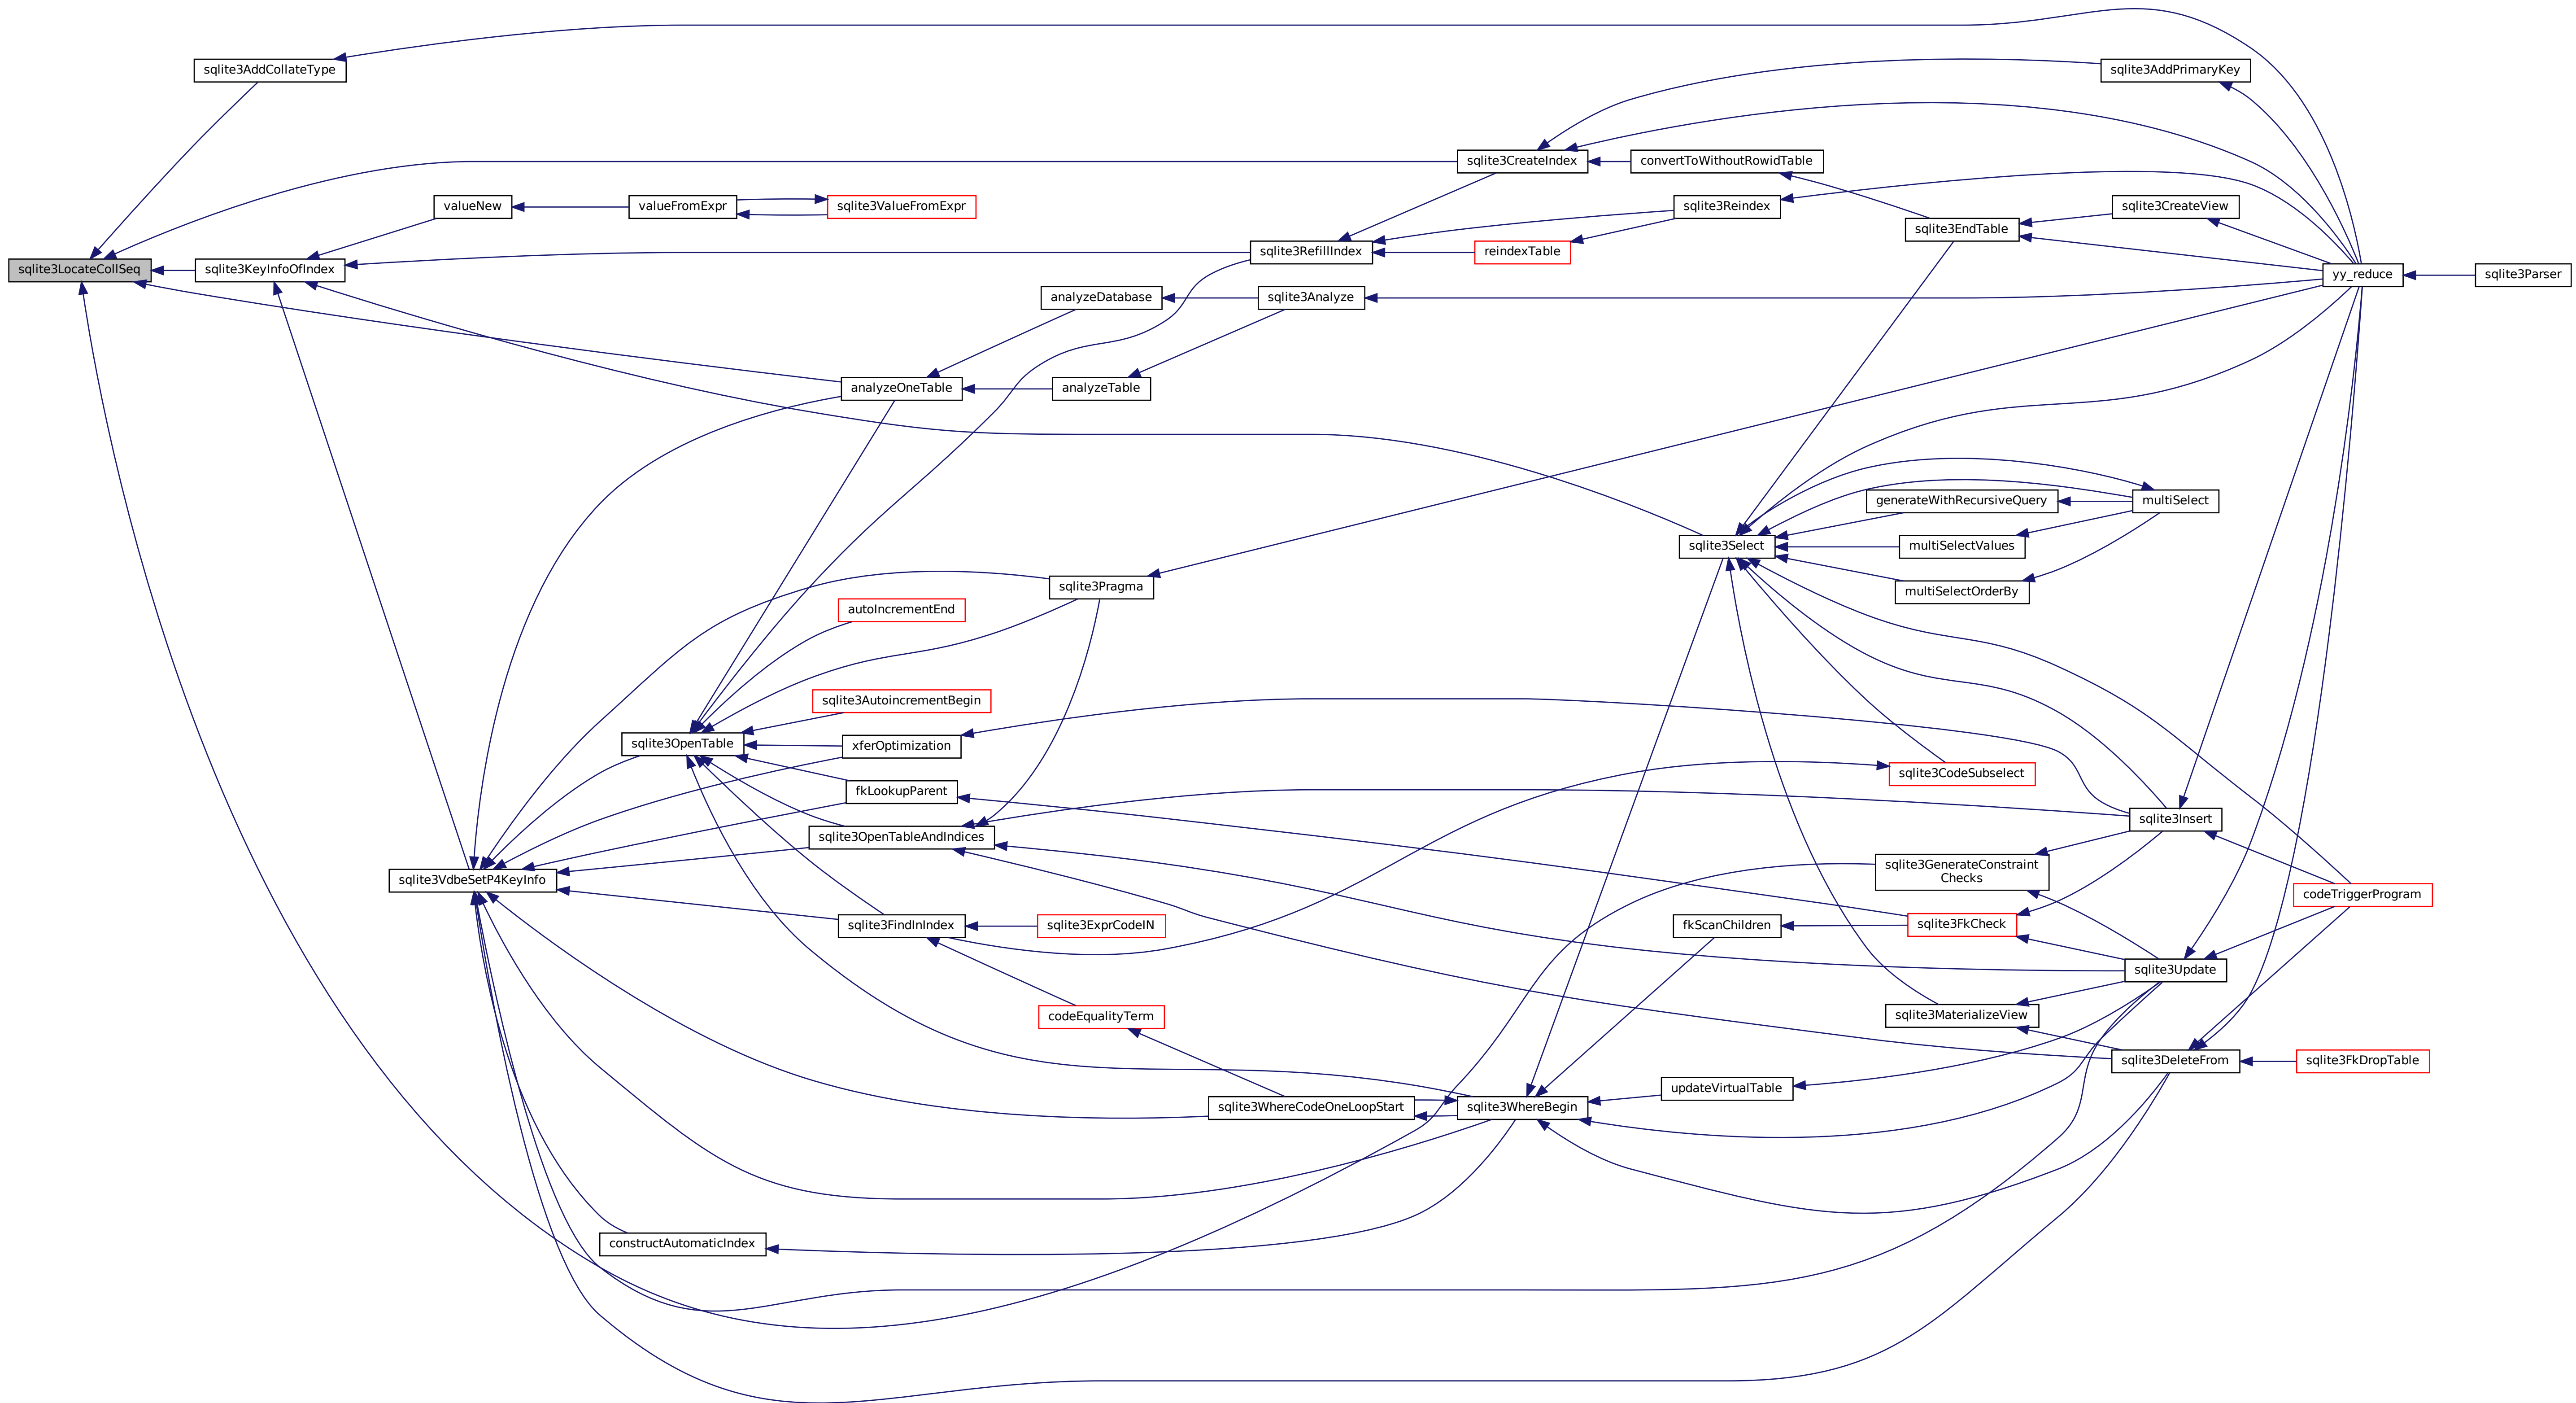 sqlite3AddCollateType
sqlite3AddPrimaryKey
sqlite3CreateIndex
convertToWithoutRowidTable
valueNew
valueFromExpr
sqlite3ValueFromExpr
sqlite3Reindex
sqlite3CreateView
sqlite3EndTable
sqlite3RefillIndex
reindexTable
sqlite3LocateCollSeq
sqlite3KeyInfoOfIndex
yy_reduce
sqlite3Parser
analyzeDatabase
sqlite3Analyze
analyzeOneTable
analyzeTable
generateWithRecursiveQuery
multiSelect
sqlite3Select
multiSelectValues
sqlite3Pragma
multiSelectOrderBy
autoIncrementEnd
sqlite3AutoincrementBegin
sqlite3OpenTable
xferOptimization
sqlite3CodeSubselect
fkLookupParent
sqlite3Insert
sqlite3OpenTableAndIndices
sqlite3GenerateConstraint
Checks
sqlite3VdbeSetP4KeyInfo
codeTriggerProgram
sqlite3FindInIndex
sqlite3ExprCodeIN
fkScanChildren
sqlite3FkCheck
sqlite3Update
codeEqualityTerm
sqlite3MaterializeView
sqlite3DeleteFrom
sqlite3FkDropTable
updateVirtualTable
sqlite3WhereCodeOneLoopStart
sqlite3WhereBegin
constructAutomaticIndex